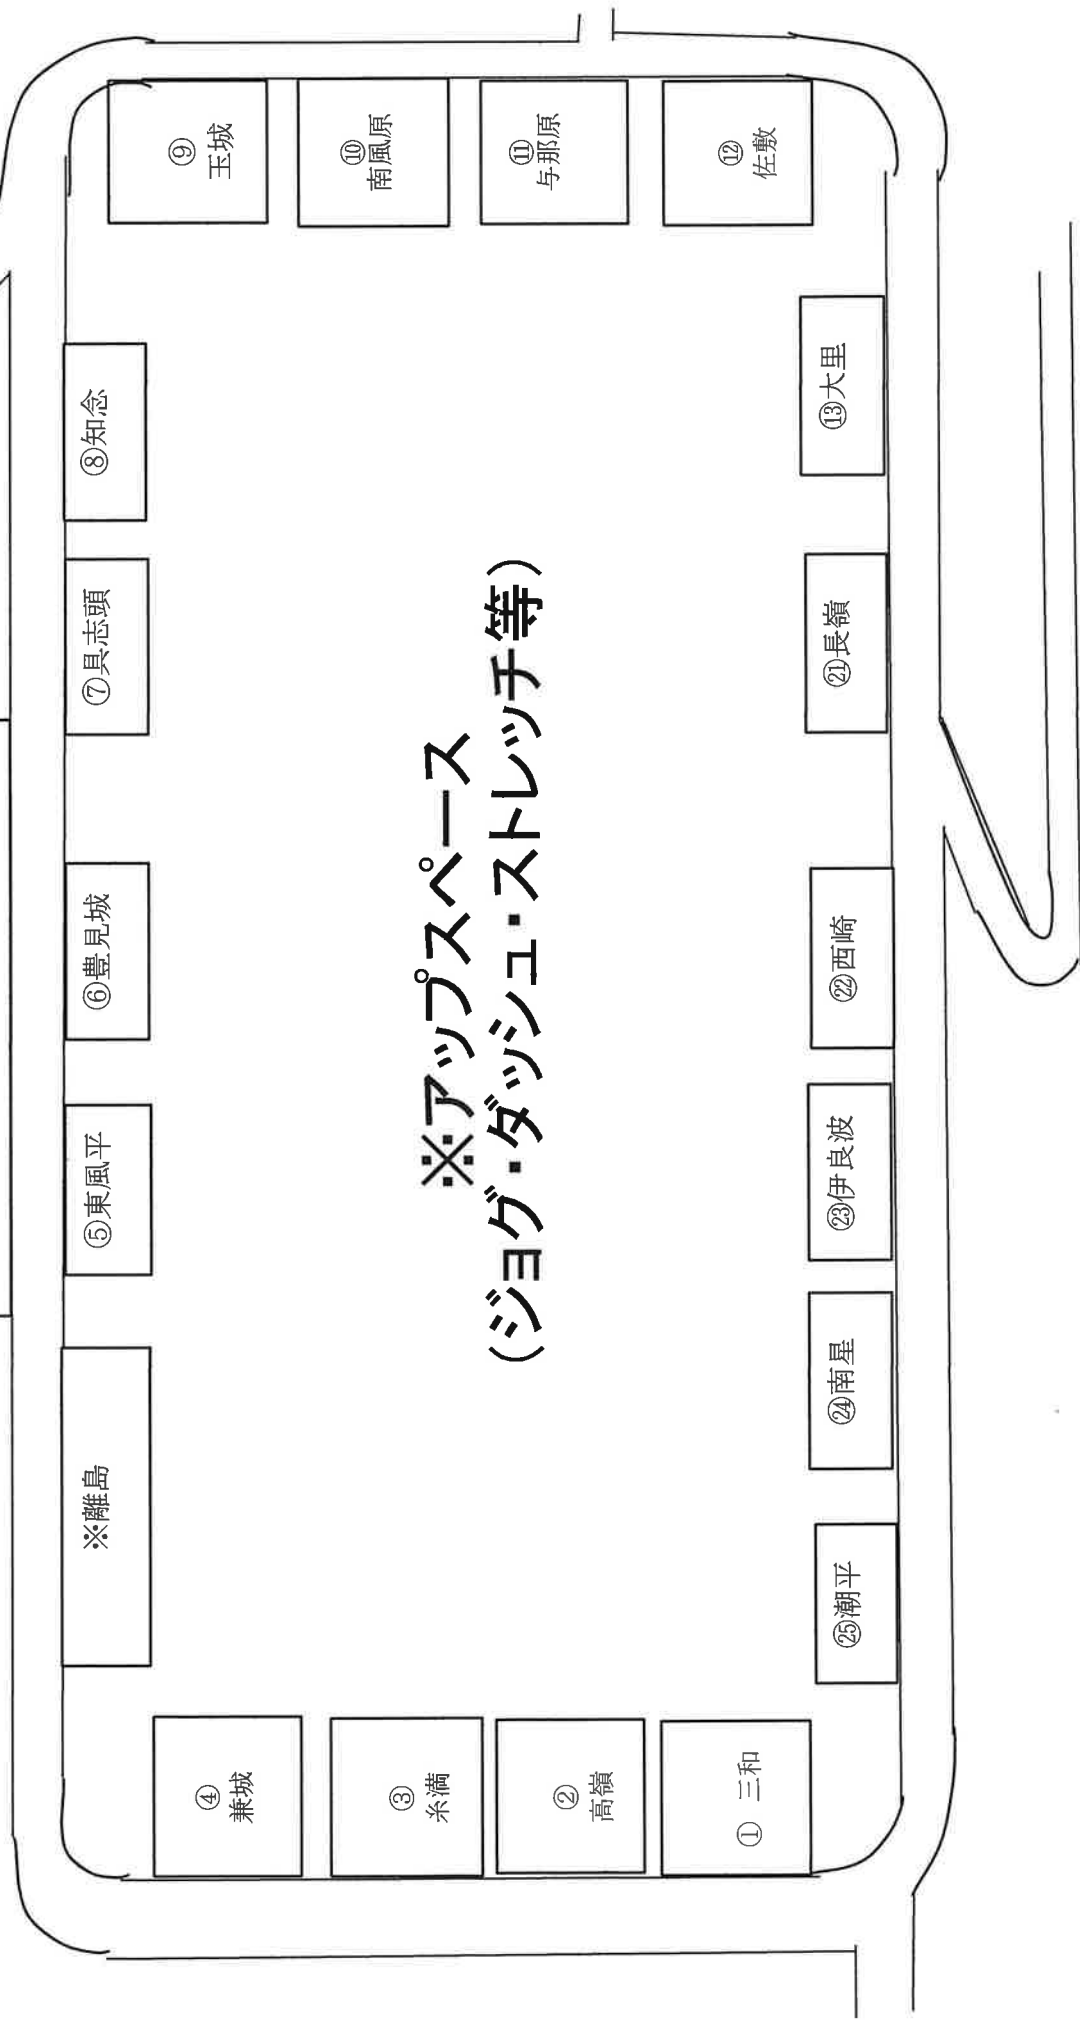 ※離島
⑤東風平
⑥豊見城
⑦具志頭
⑧知念
④
兼城
③
糸満
②
高嶺
① 三和
※アップスペース
(ジョグ・ダッシュ・ストレッチ等)
⑨
玉城
⑩
南風原
⑪
与那原
⑫
佐敷
㉕潮平
㉔南星
㉓伊良波
㉒西崎
㉑長嶺
⑬大里